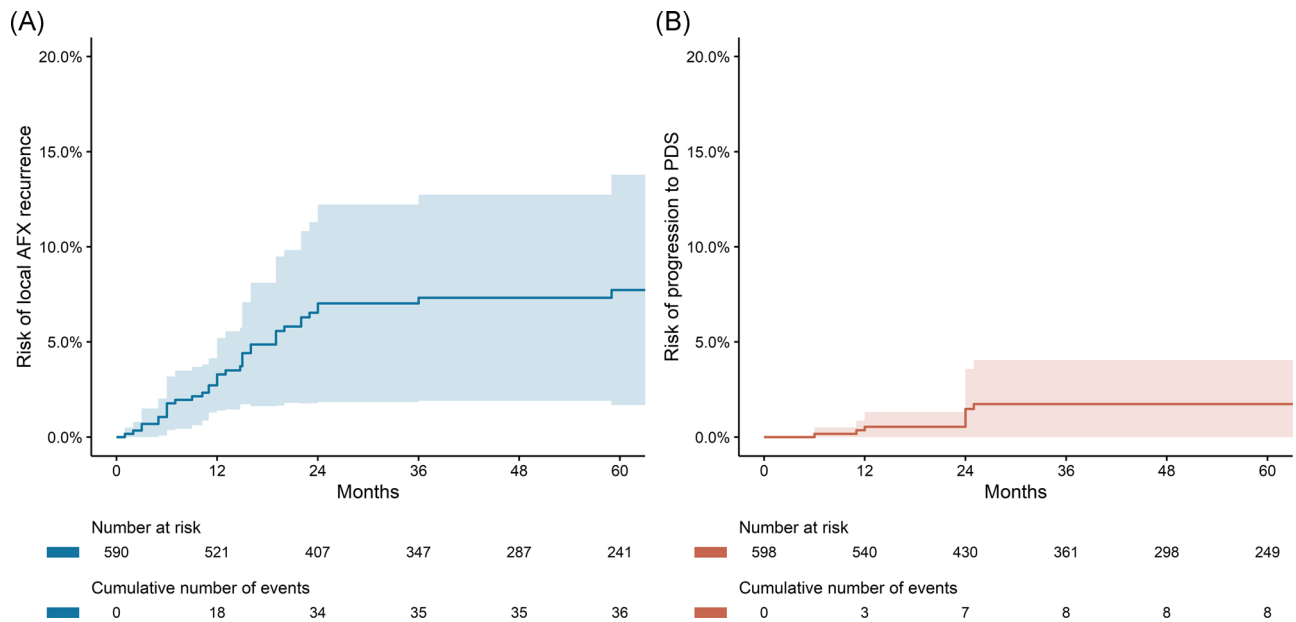 (A)
20.0%
15.0%
10.0%
5.0%
0.0%
Risk of local AFX recurrence
0 12 24 36 48 60
Months
Number at risk
590 521 407 347 287 241
Cumulative number of events
0 18 34 35 35 36
(B)
20.0%
15.0%
10.0%
5.0%
0.0%
Risk of progression to PDS
0 12 24 36 48 60
Months
Number at risk
598 540 430 361 298 249
Cumulative number of events
0 3 7 8 8 8